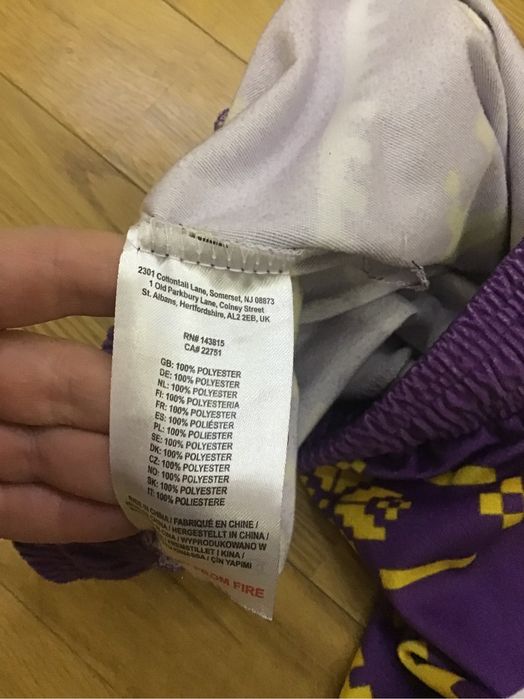 2301 Cottontail Lane, Somerset, NJ 08873
1 Old Parkbury Lane, Colney Street
St. Albans, Hertfordshire, AL2 2EB, UK
RN# 143815
CA# 22751
GB: 100% POLYESTER
DE: 100% POLYESTER
NL: 100% POLYESTER
FI: 100% POLYESTERIA
FR: 100% POLYESTER
ES: 100% POLIÉSTER
PL: 100% POLIESTER
SE: 100% POLYESTER
DK: 100% POLYESTER
CZ: 100% POLYESTER
NO: 100% POLYESTER
SK: 100% POLYESTER
IT: 100% POLIESTERE
MADE IN CHINA / FABRIQUÉ EN CHINE /
CHINA / HERGESTELLT IN CHINA /
CHINA / WYPRODUKOWANO W
/ KINA /
/ ÇIN YAPIMI
FROM FIRE